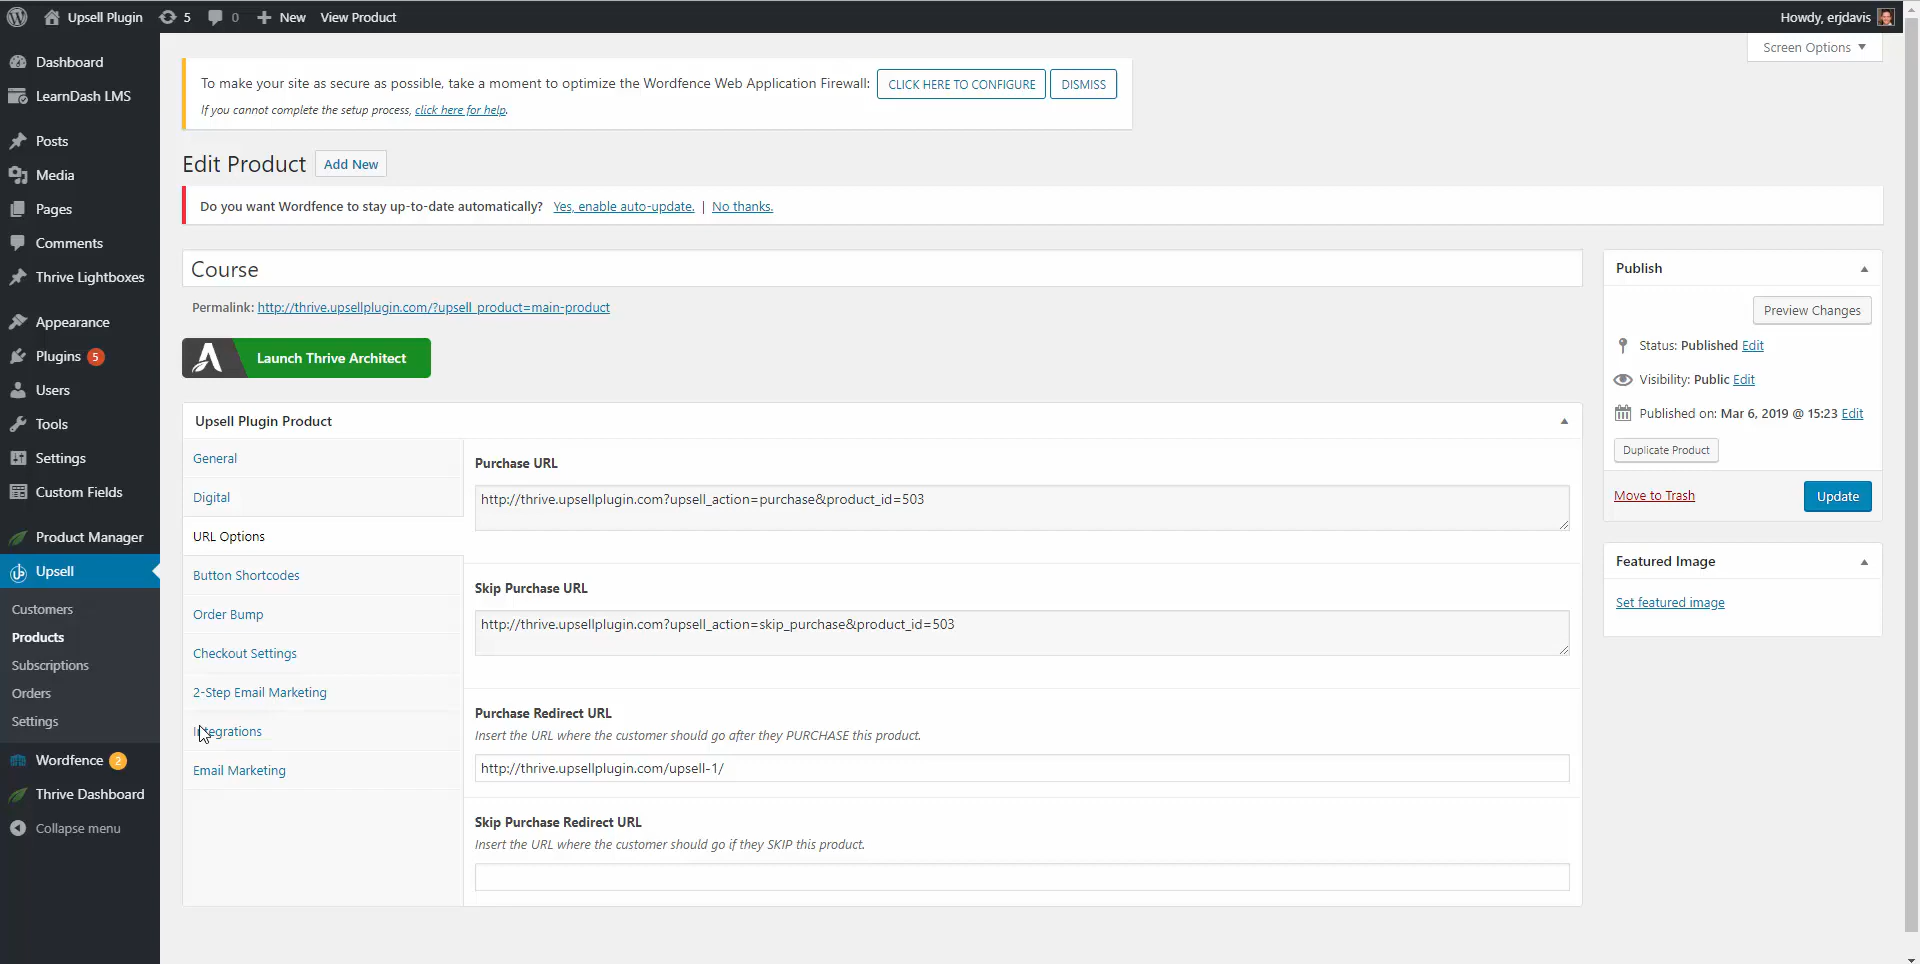 Upsell Plugin 5 0 New View Product Howdy, erjdavis
Screen Options
Dashboard
LearnDash LMS
Posts
Media
Pages
Comments
Thrive Lightboxes
Appearance
Plugins 5
Users
Tools
Settings
Custom Fields
Product Manager
Upsell
Customers
Products
Subscriptions
Orders
Settings
Wordfence 2
Thrive Dashboard
Collapse menu
To make your site as secure as possible, take a moment to optimize the Wordfence Web Application Firewall: CLICK HERE TO CONFIGURE DISMISS
If you cannot complete the setup process, click here for help.
Edit Product Add New
Do you want Wordfence to stay up-to-date automatically? Yes, enable auto-update. | No thanks.
Course
Permalink: http://thrive.upsellplugin.com/?upsell_product=main-product
Launch Thrive Architect
Upsell Plugin Product
General
Digital
URL Options
Button Shortcodes
Order Bump
Checkout Settings
2-Step Email Marketing
Integrations
Email Marketing
Purchase URL
http://thrive.upsellplugin.com?upsell_action=purchase&product_id=503
Skip Purchase URL
http://thrive.upsellplugin.com?upsell_action=skip_purchase&product_id=503
Purchase Redirect URL
Insert the URL where the customer should go after they PURCHASE this product.
http://thrive.upsellplugin.com/upsell-1/
Skip Purchase Redirect URL
Insert the URL where the customer should go if they SKIP this product.
Publish
Preview Changes
Status: Published Edit
Visibility: Public Edit
Published on: Mar 6, 2019 @ 15:23 Edit
Duplicate Product
Move to Trash Update
Featured Image
Set featured image